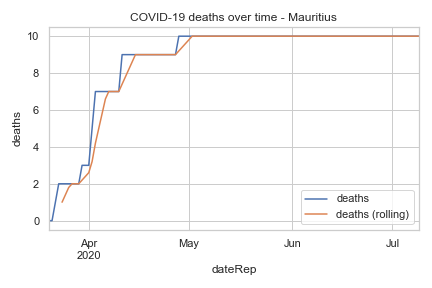 COVID-19 deaths over time - Mauritius
10
8
6
4
2
0
deaths
deaths
deaths (rolling)
Apr
2020
May
Jun
Jul
dateRep